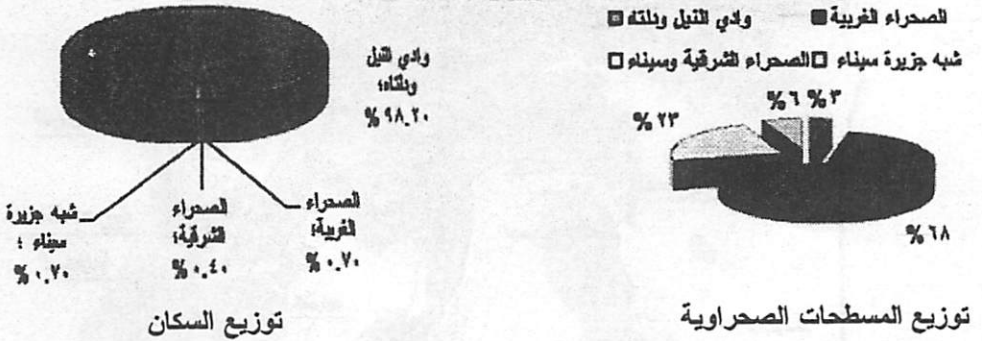 الصحراء الغربية وادي النيل ودلتاه
شبه جزيرة سيناء الصحراء الشرقية وسيناء
% ٣
% ٦
% ٢٣
% ٦٨
توزيع المسطحات الصحراوية
وادي النيل
ودلتاه؛
% ٩٨.٢٠
الصحراء
الغربية؛
% ٠.٧٠
الصحراء
الشرقية؛
% ٠.٤٠
شبه جزيرة
سيناء ؛
% ٠.٧٠
توزيع السكان